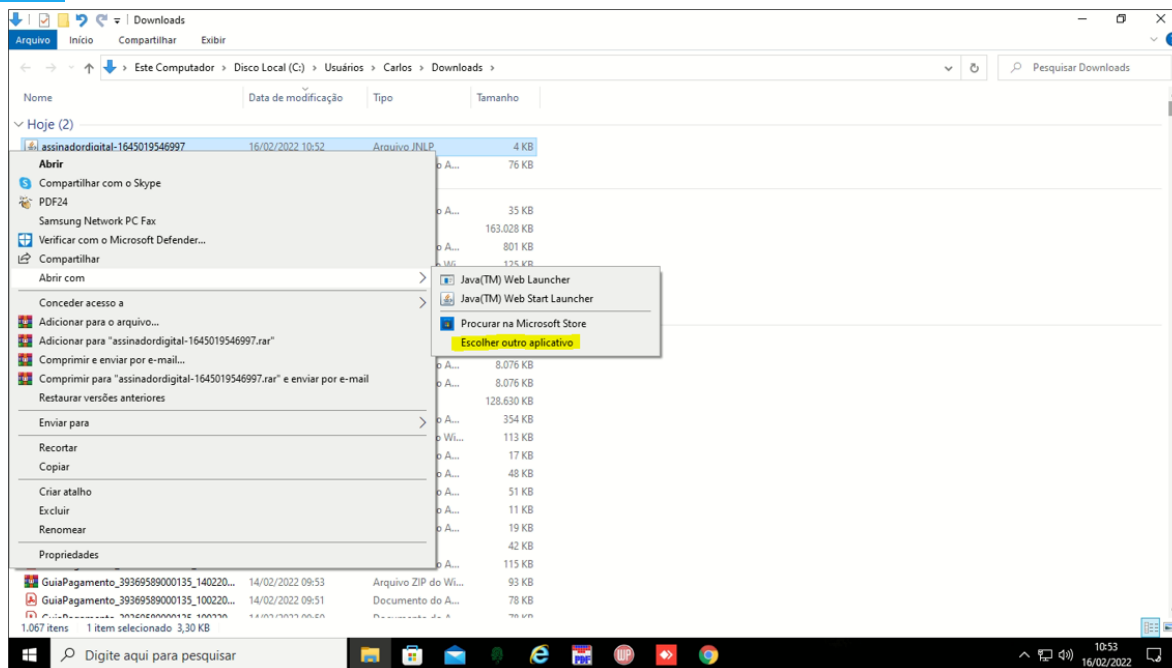 Downloads
Arquivo Início Compartilhar Exibir
Este Computador > Disco Local (C:) > Usuários > Carlos > Downloads >
Pesquisar Downloads
Nome Data de modificação Tipo Tamanho
Hoje (2)
assinadordigital-1645019546997 16/02/2022 10:52 Arquivo JNLP 4 KB
Abrir
o A... 76 KB
Compartilhar com o Skype
PDF24
o A... 35 KB
Samsung Network PC Fax
163.028 KB
Verificar com o Microsoft Defender...
o A... 801 KB
Compartilhar
125 KB
Abrir com
Java(TM) Web Launcher
Conceder acesso a
Java(TM) Web Start Launcher
Adicionar para o arquivo...
Procurar na Microsoft Store
Adicionar para "assinadordigital-1645019546997.rar"
Escolher outro aplicativo
Comprimir e enviar por e-mail...
o A... 8.076 KB
Comprimir para "assinadordigital-1645019546997.rar" e enviar por e-mail
o A... 8.076 KB
Restaurar versões anteriores
128.630 KB
Enviar para
o A... 354 KB
o Wi... 113 KB
Recortar
o A... 17 KB
Copiar
o A... 48 KB
Criar atalho
o A... 51 KB
Excluir
o A... 11 KB
Renomear
o A... 19 KB
42 KB
Propriedades
o A... 115 KB
GuiaPagamento_39369589000135_140220... 14/02/2022 09:53 Arquivo ZIP do Wi... 93 KB
GuiaPagamento_39369589000135_100220... 14/02/2022 09:51 Documento do A... 78 KB
1.067 itens 1 item selecionado 3,30 KB
Digite aqui para pesquisar
10:53
16/02/2022